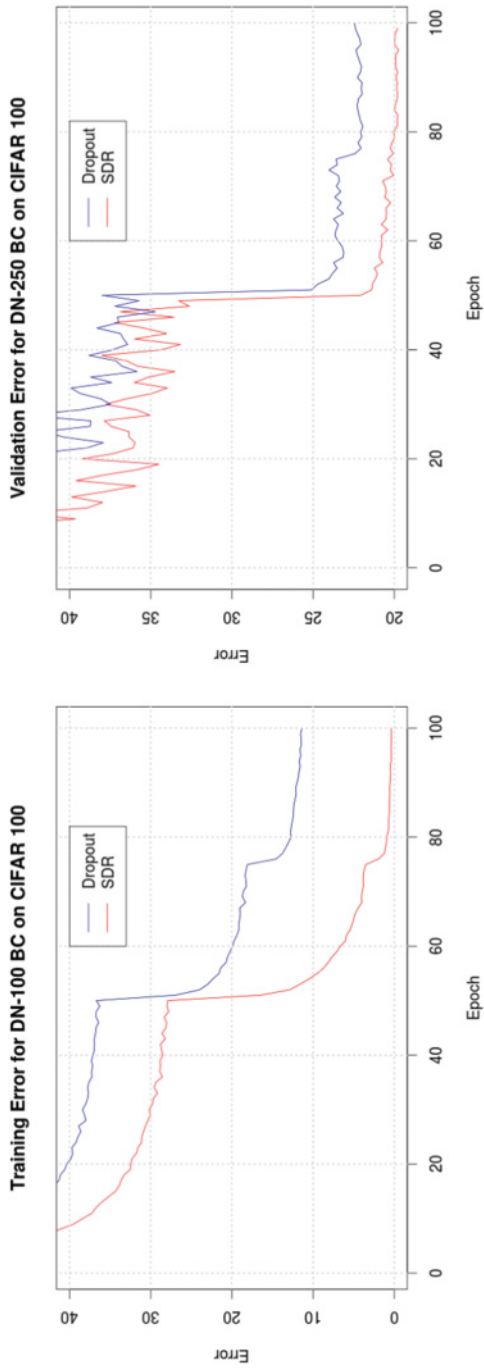 Training Error for DN-100 BC on CIFAR 100
Error
40
30
20
10
0
Dropout
SDR
0 20 40 60 80 100
Epoch
Validation Error for DN-250 BC on CIFAR 100
Error
40
35
30
25
20
Dropout
SDR
0 20 40 60 80 100
Epoch